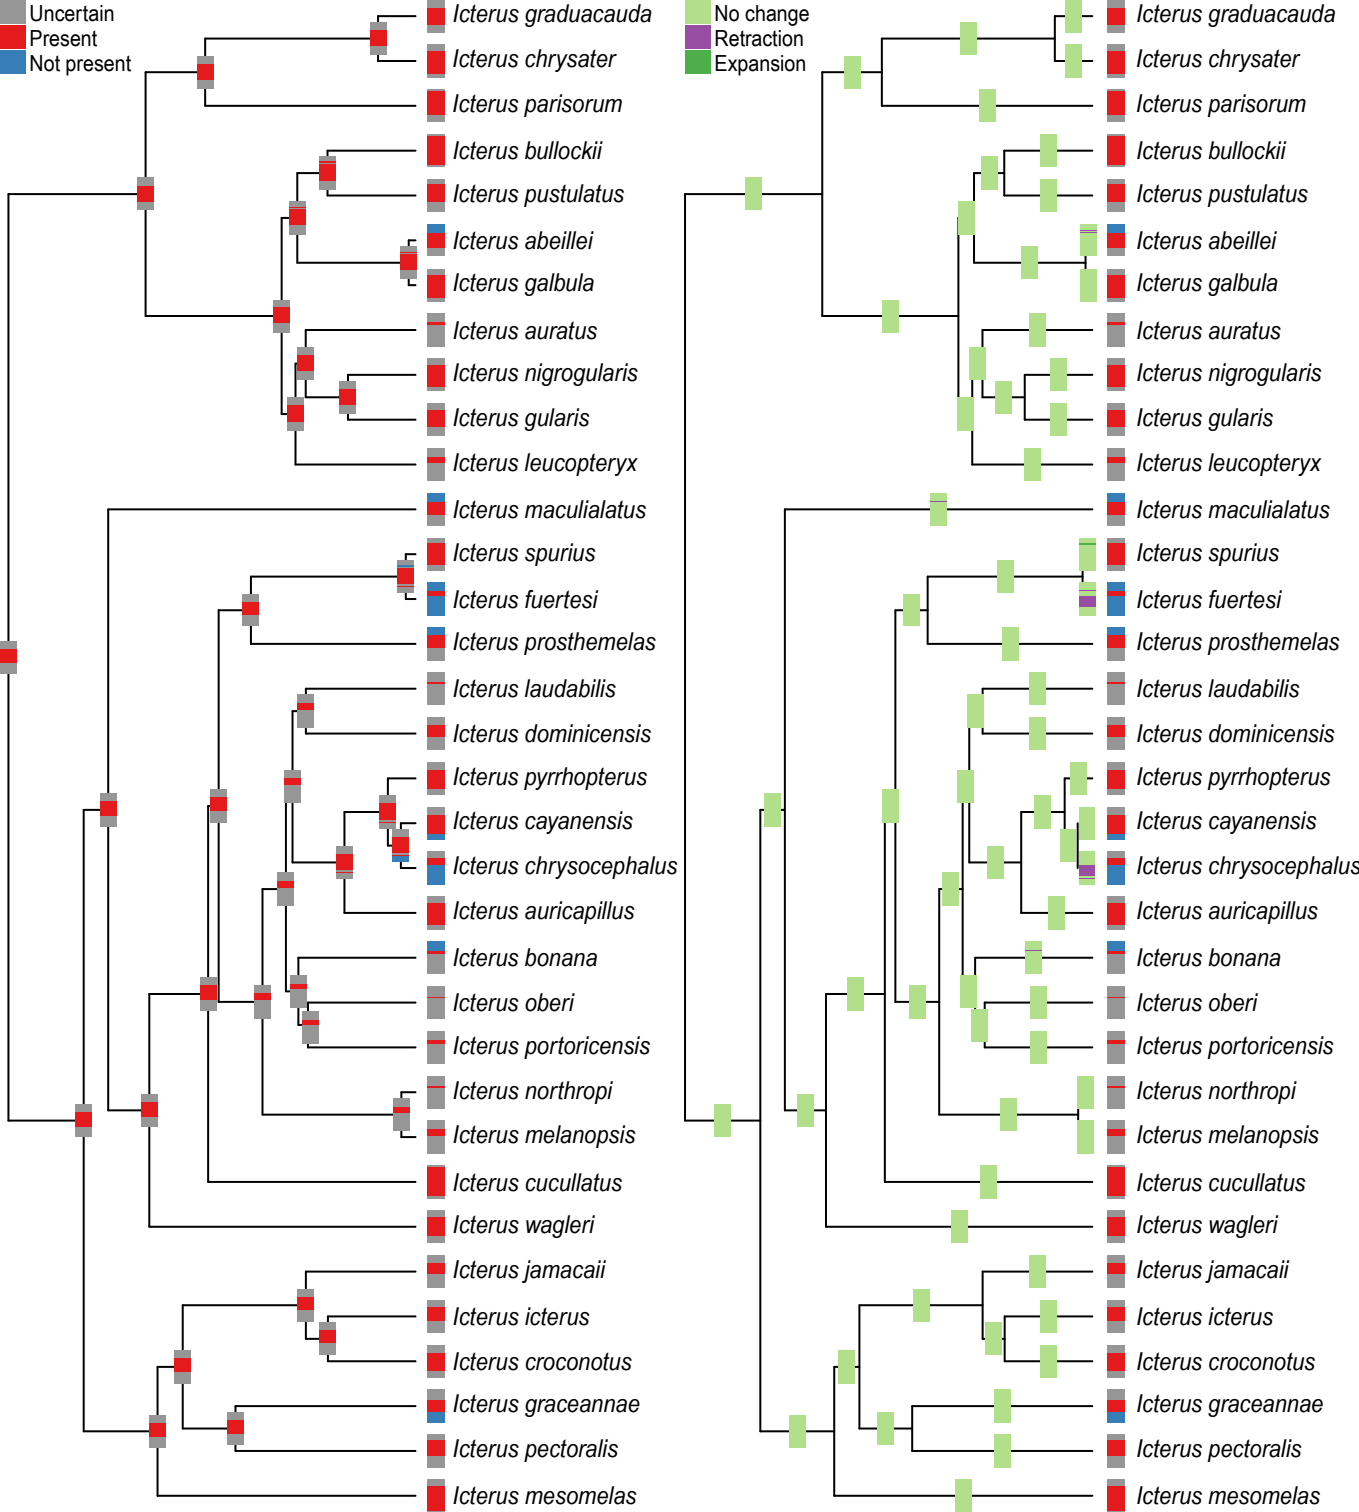 Uncertain
Present
Not present
Icterus graduacauda
Icterus chrysater
Icterus parisorum
Icterus bullockii
Icterus pustulatus
Icterus abeillei
Icterus galbula
Icterus auratus
Icterus nigrogularis
Icterus gularis
Icterus leucopteryx
Icterus maculialatus
Icterus spurius
Icterus fuertesi
Icterus prosthemelas
Icterus laudabilis
Icterus dominicensis
Icterus pyrrhopterus
Icterus cayanensis
Icterus chrysocephalus
Icterus auricapillus
Icterus bonana
Icterus oberi
Icterus portoricensis
Icterus northropi
Icterus melanopsis
Icterus cucullatus
Icterus wagleri
Icterus jamacaii
Icterus icterus
Icterus croconotus
Icterus graceannae
Icterus pectoralis
Icterus mesomelas
No change
Retraction
Expansion
Icterus graduacauda
Icterus chrysater
Icterus parisorum
Icterus bullockii
Icterus pustulatus
Icterus abeillei
Icterus galbula
Icterus auratus
Icterus nigrogularis
Icterus gularis
Icterus leucopteryx
Icterus maculialatus
Icterus spurius
Icterus fuertesi
Icterus prosthemelas
Icterus laudabilis
Icterus dominicensis
Icterus pyrrhopterus
Icterus cayanensis
Icterus chrysocephalus
Icterus auricapillus
Icterus bonana
Icterus oberi
Icterus portoricensis
Icterus northropi
Icterus melanopsis
Icterus cucullatus
Icterus wagleri
Icterus jamacaii
Icterus icterus
Icterus croconotus
Icterus graceannae
Icterus pectoralis
Icterus mesomelas